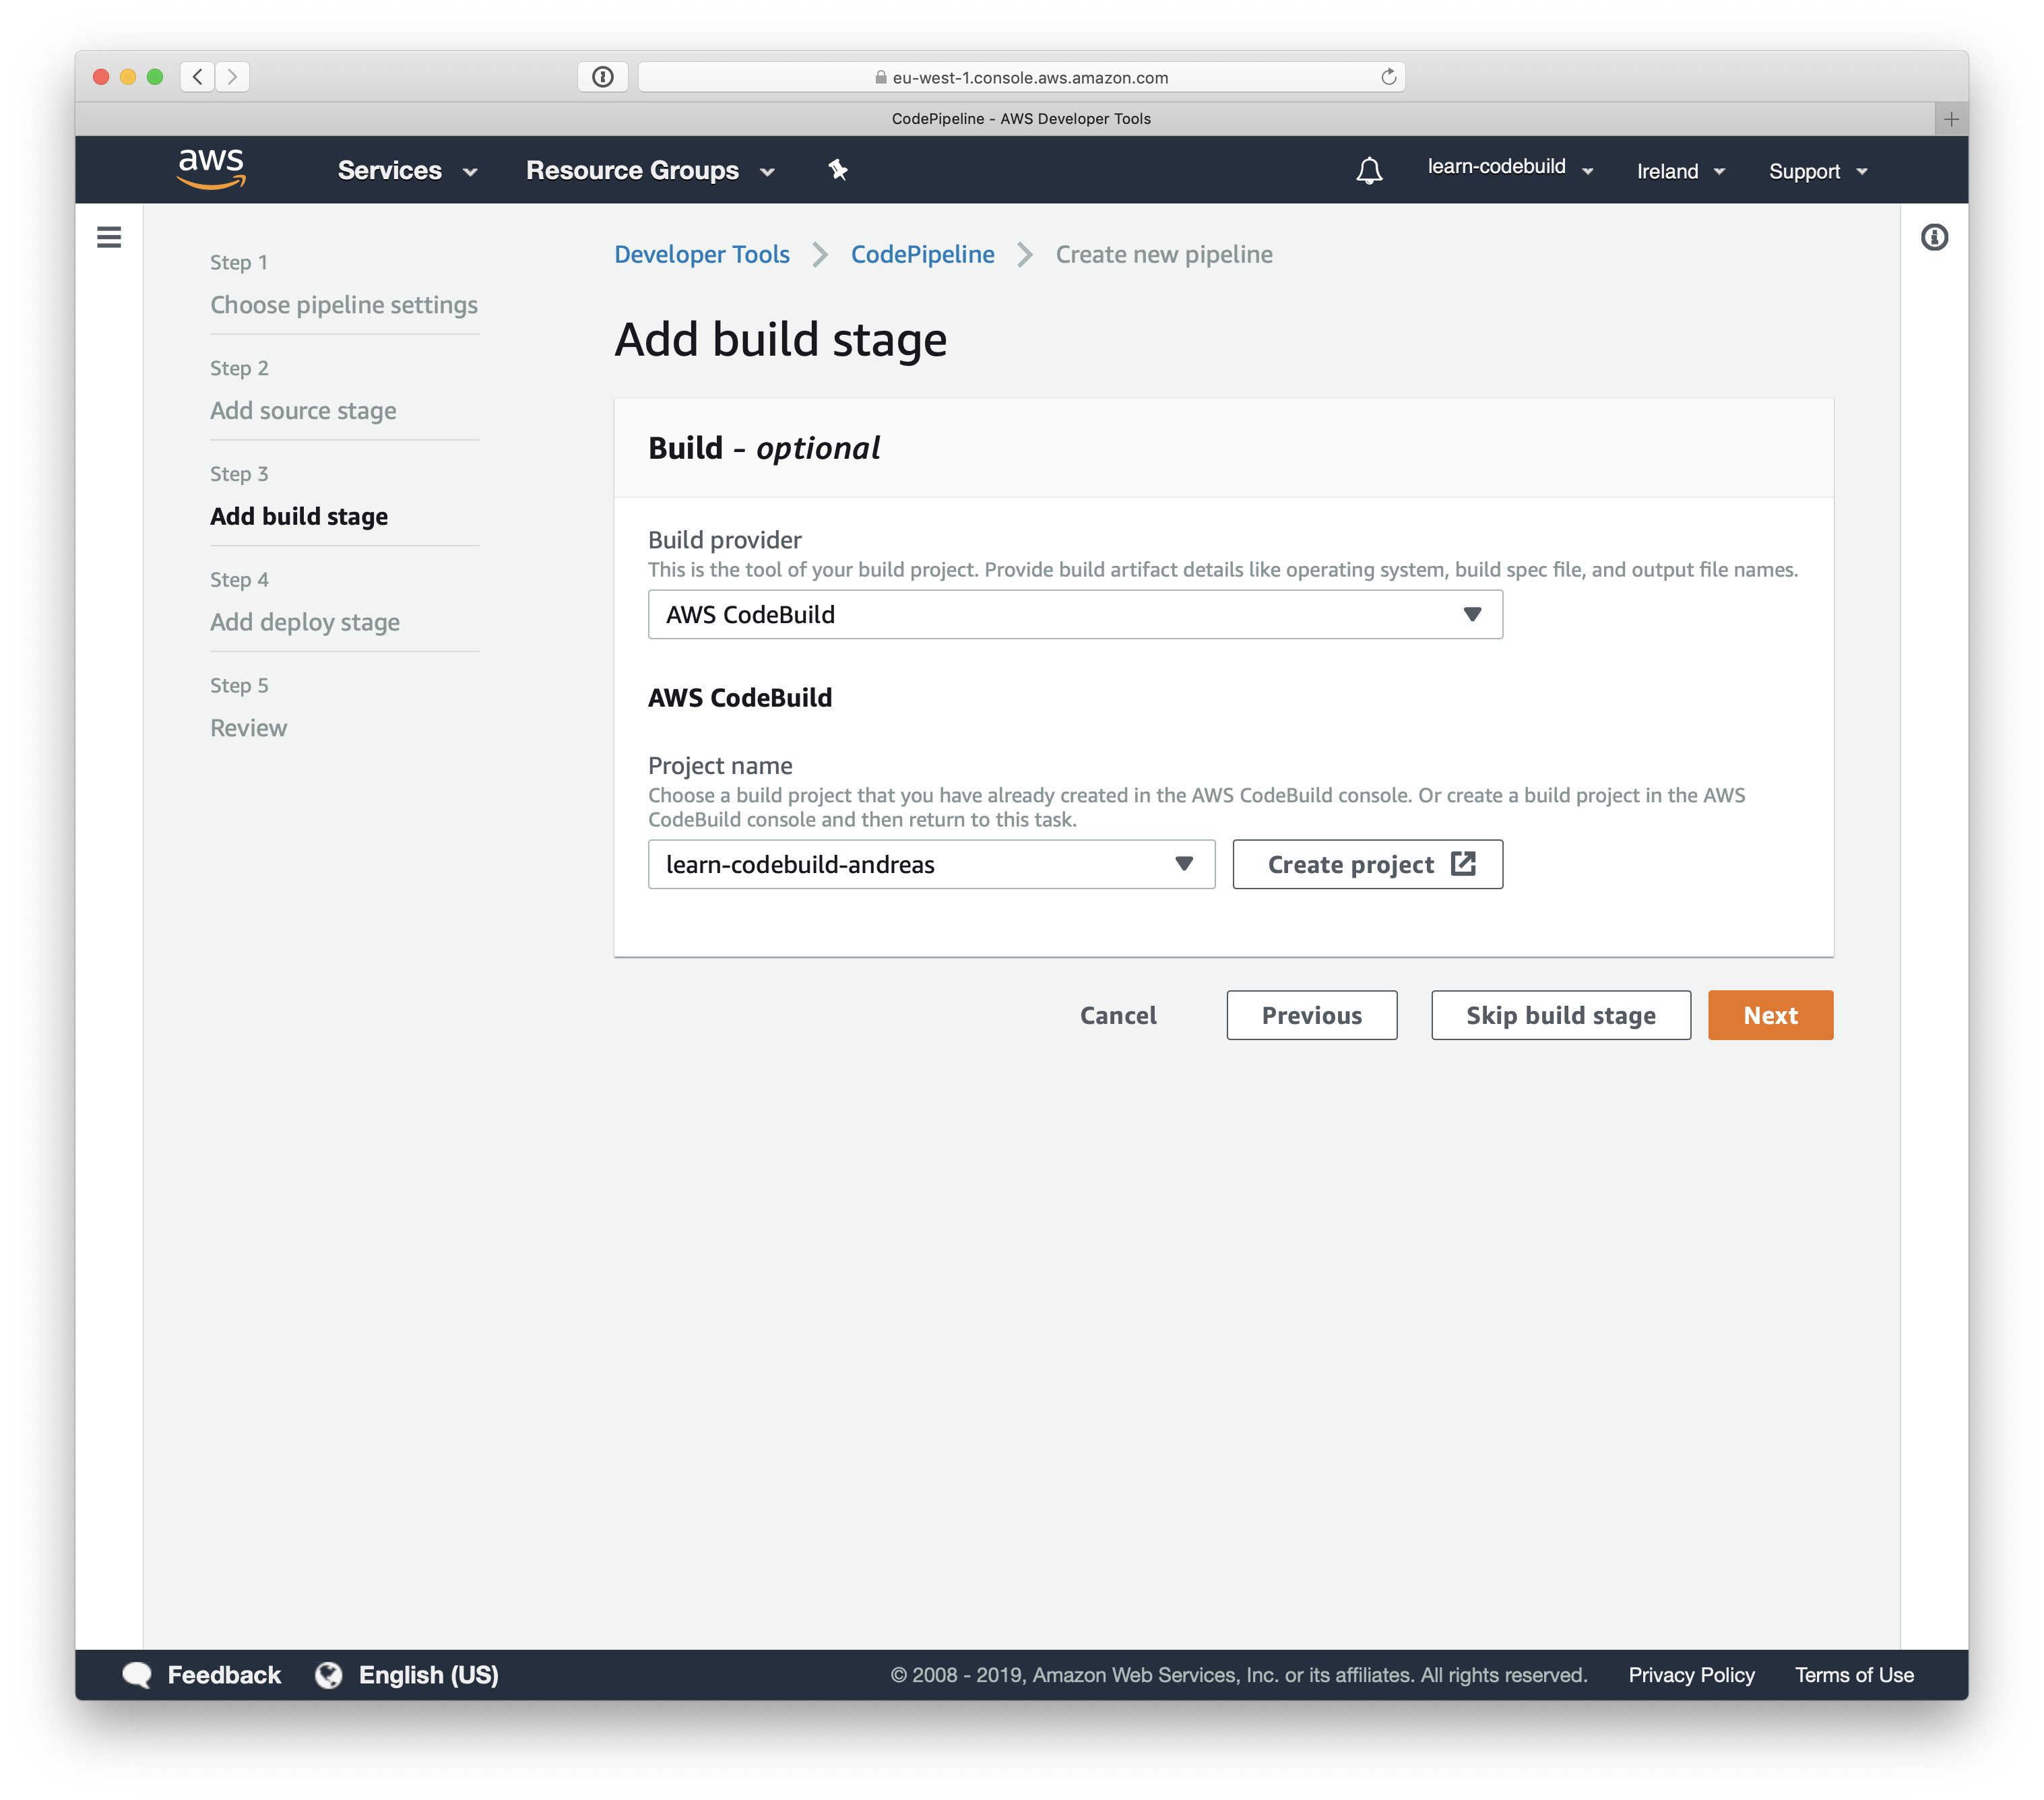 eu-west-1.console.aws.amazon.com
CodePipeline - AWS Developer Tools
aws
Services
Resource Groups
learn-codebuild
Ireland
Support
Step 1
Choose pipeline settings
Step 2
Add source stage
Step 3
Add build stage
Step 4
Add deploy stage
Step 5
Review
Developer Tools
CodePipeline
Create new pipeline
Add build stage
Build - optional
Build provider
This is the tool of your build project. Provide build artifact details like operating system, build spec file, and output file names.
AWS CodeBuild
AWS CodeBuild
Project name
Choose a build project that you have already created in the AWS CodeBuild console. Or create a build project in the AWS
CodeBuild console and then return to this task.
learn-codebuild-andreas
Create project
Cancel
Previous
Skip build stage
Next
Feedback
English (US)
© 2008 - 2019, Amazon Web Services, Inc. or its affiliates. All rights reserved.
Privacy Policy
Terms of Use